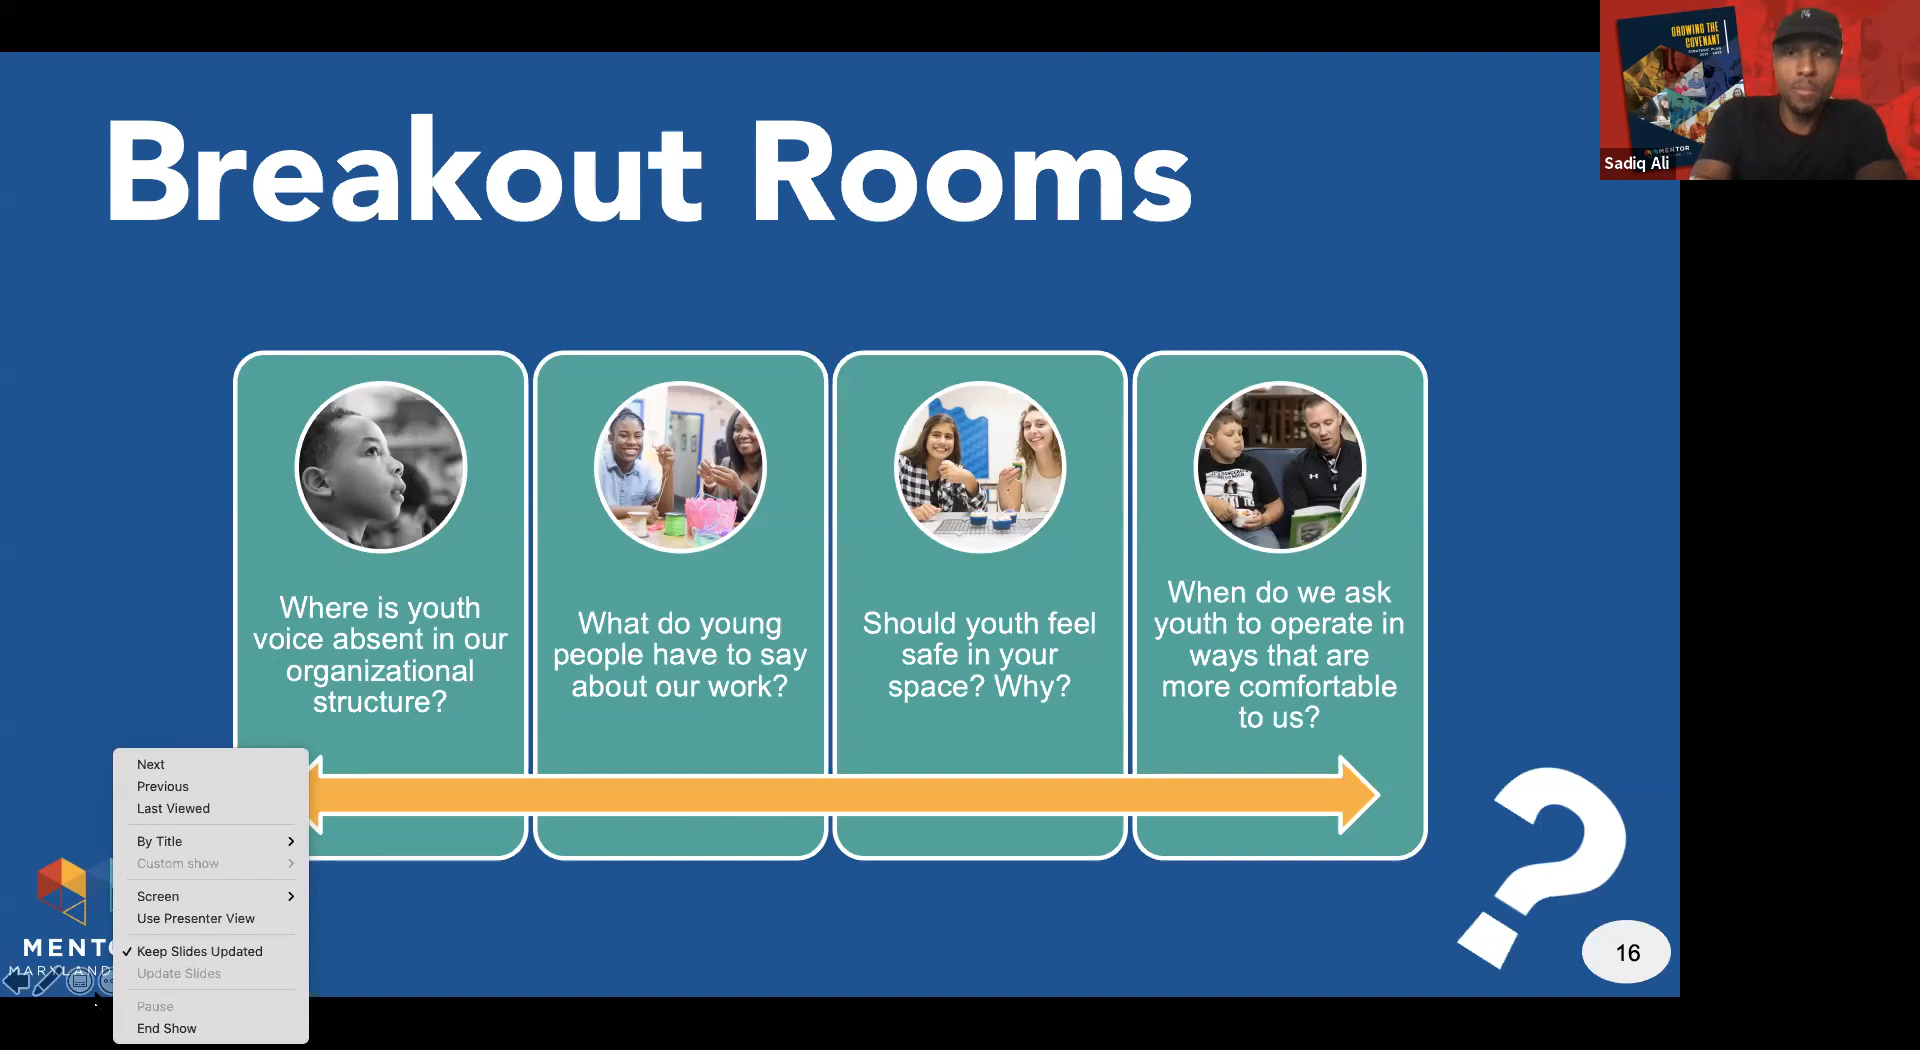 GROWING THE
COVENANT
STRATEGIC PLAN
MENTOR
Sadiq Ali
Breakout Rooms
Where is youth
voice absent in our
organizational
structure?
What do young
people have to say
about our work?
Should youth feel
safe in your
space? Why?
When do we ask
youth to operate in
ways that are
more comfortable
to us?
Next
Previous
Last Viewed
By Title
Custom show
Screen
Use Presenter View
Keep Slides Updated
Update Slides
Pause
End Show
MENTO
MARYLAND
16